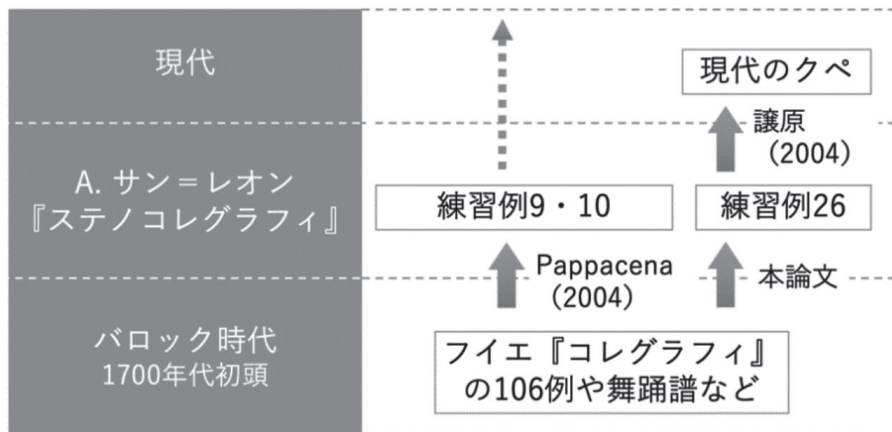 現代
現代のクペ
譲原
（2004）
A. サン＝レオン
『ステノコレグラフィ』
練習例9・10
練習例26
Pappacena
（2004）
本論文
バロック時代
1700年代初頭
フイエ『コレグラフィ』
の106例や舞踊譜など